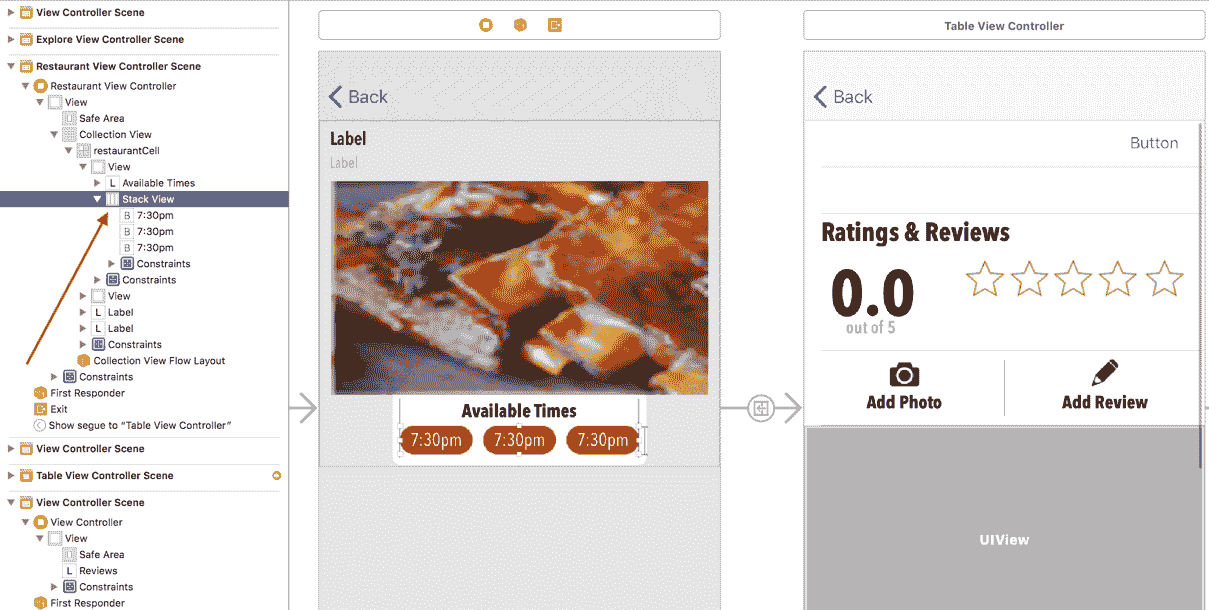 View Controller Scene
Explore View Controller Scene
Restaurant View Controller Scene
Restaurant View Controller
View
Safe Area
Collection View
restaurantCell
View
L Available Times
Stack View
B 7:30pm
B 7:30pm
B 7:30pm
Constraints
Constraints
View
L Label
L Label
Constraints
Collection View Flow Layout
Constraints
First Responder
Exit
Show segue to “Table View Controller”
View Controller Scene
Table View Controller Scene
View Controller Scene
View Controller
View
Safe Area
L Reviews
Constraints
First Responder
Back
Label
Label
Available Times
7:30pm 7:30pm 7:30pm
Table View Controller
Back
Button
Ratings & Reviews
0.0
out of 5
Add Photo Add Review
UIView